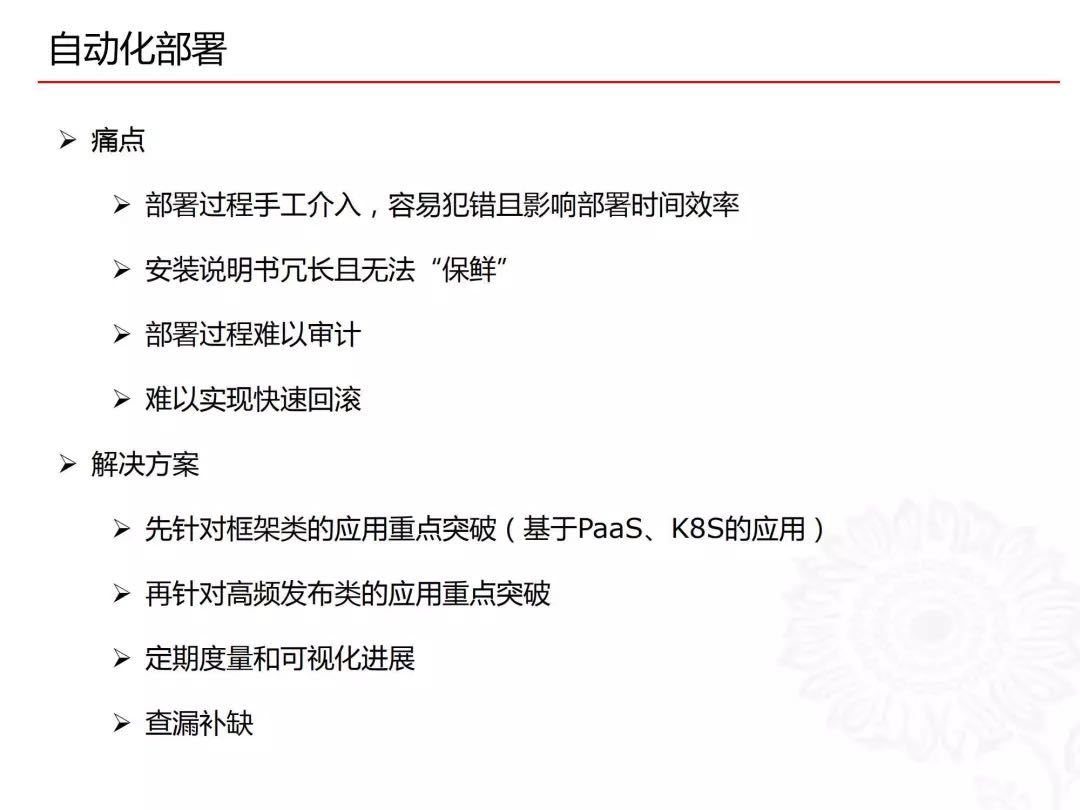 自动化部署
痛点
部署过程手工介入，容易犯错且影响部署时间效率
安装说明书冗长且无法“保鲜”
部署过程难以审计
难以实现快速回滚
解决方案
先针对框架类的应用重点突破（基于PaaS、K8S的应用）
再针对高频发布类的应用重点突破
定期度量和可视化进展
查漏补缺